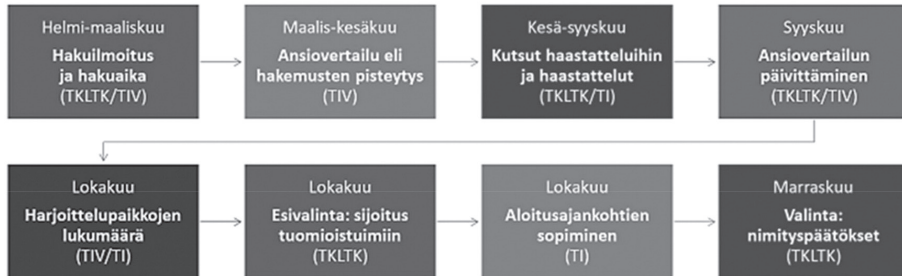 Helmi-maaliskuu
Hakuilmoitus
ja hakuaika
(TKLTK/TIV)
Maalis-kesäkuu
Ansiovertailu eli
hakemusten pisteytys
(TIV)
Kesä-syyskuu
Kutsut haastatteluihin
ja haastattelut
(TKLTK/TI)
Syyskuu
Ansiovertailun
päivittäminen
(TKLTK/TIV)
Lokakuu
Harjoittelupaikkojen
lukumäärä
(TIV/TI)
Lokakuu
Esivalinta: sijoitus
tuomioistuimiin
(TKLTK)
Lokakuu
Aloitusajankohtien
sopiminen
(TI)
Marraskuu
Valinta:
nimityspäätökset
(TKLTK)